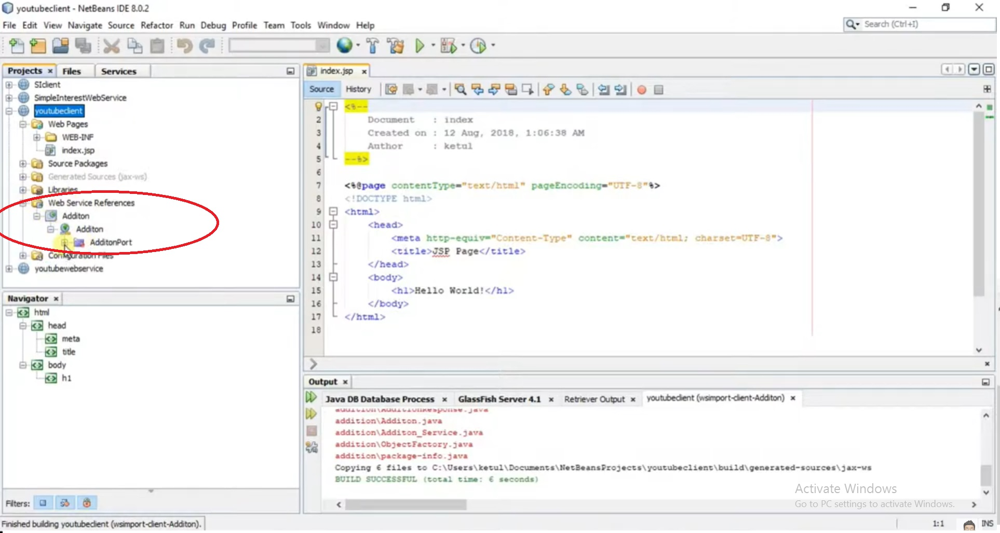 youtubeclient - NetBeans IDE 8.0.2
File Edit View Navigate Source Refactor Run Debug Profile Team Tools Window Help
Search (Ctrl+I)
Projects
Files
Services
SIclient
SimpleInterestWebService
youtubeclient
Web Pages
WEB-INF
index.jsp
Source Packages
Generated Sources (jax-ws)
Libraries
Web Service References
Additon
Additon
AdditonPort
Configuration Files
youtubewebservice
Navigator
html
head
meta
title
body
h1
Filters:
index.jsp
Source History
<%--
2 Document : index
3 Created on : 12 Aug, 2018, 1:06:38 AM
4 Author : ketul
5 --%>
6
7 <%@page contentType="text/html" pageEncoding="UTF-8"%>
8 <!DOCTYPE html>
9 <html>
10 <head>
11 <meta http-equiv="Content-Type" content="text/html; charset=UTF-8">
12 <title>JSP Page</title>
13 </head>
14 <body>
15 <h1>Hello World!</h1>
16 </body>
17 </html>
18
Output
Java DB Database Process
GlassFish Server 4.1
Retriever Output
youtubeclient (wsimport-client-Additon)
addition\AdditionResponse.java
addition\Additon.java
addition\Additon_Service.java
addition\ObjectFactory.java
addition\package-info.java
Copying 6 files to C:\Users\ketul\Documents\NetBeansProjects\youtubeclient\build\generated-sources\jax-ws
BUILD SUCCESSFUL (total time: 6 seconds)
Activate Windows
Go to PC settings to activate Windows.
Finished building youtubeclient (wsimport-client-Additon).
1:1
INS